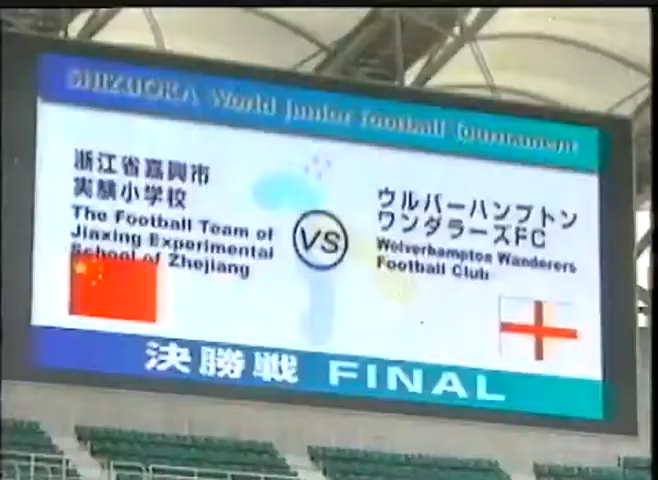 SHIZUOKA World Junior Football Tournament
浙江省嘉興市
実験小学校
The Football Team of
Jiaxing Experimental
School of Zhejiang
VS
ウルバーハンプトン
ワンダラーズFC
Wolverhampton Wanderers
Football Club
決勝戦 FINAL